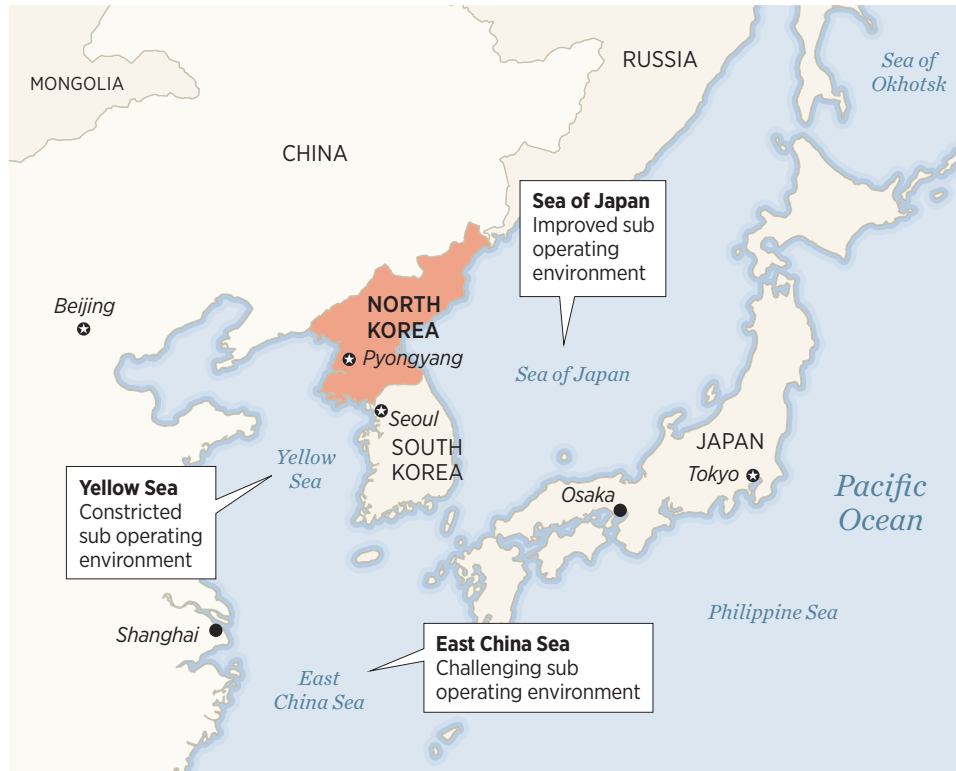 RUSSIA
Sea of
Okhotsk
MONGOLIA
CHINA
Sea of Japan
Improved sub
operating
environment
Beijing
NORTH
KOREA
Pyongyang
Sea of Japan
Seoul
SOUTH
KOREA
Yellow
Sea
JAPAN
Tokyo
Osaka
Pacific
Ocean
Yellow Sea
Constricted
sub operating
environment
Philippine Sea
Shanghai
East China Sea
Challenging sub
operating environment
East
China Sea